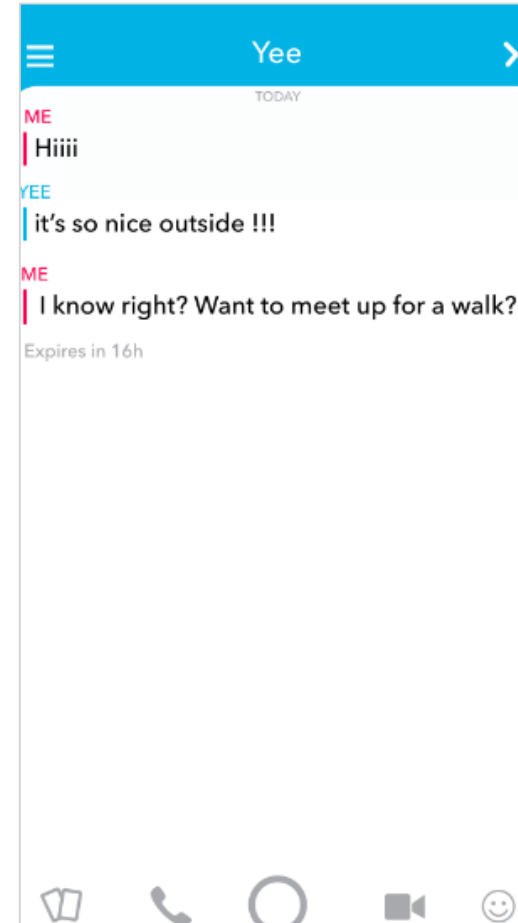 Yee
TODAY
ME
Hiiii
YEE
it's so nice outside !!!
ME
I know right? Want to meet up for a walk?
Expires in 16h